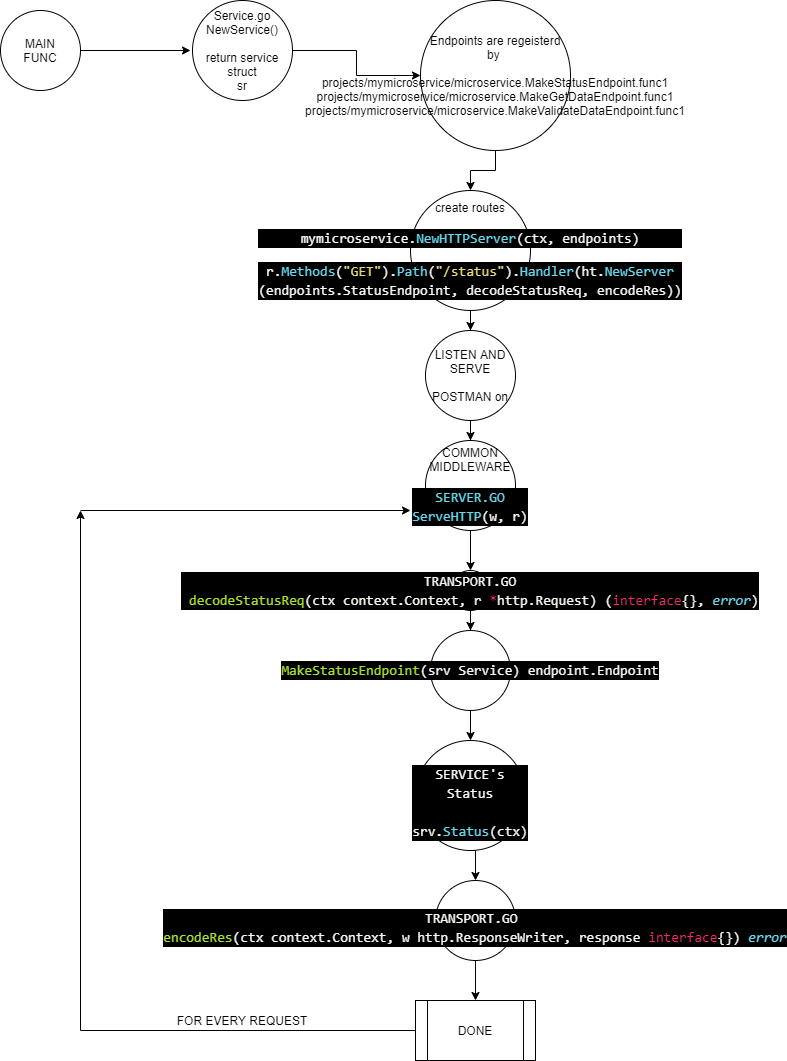 MAIN
FUNC
Service.go
NewService()
return service
struct
sr
Endpoints are regeisterd
by
projects/mymicroservice/microservice.MakeStatusEndpoint.func1
projects/mymicroservice/microservice.MakeGetDataEndpoint.func1
projects/mymicroservice/microservice.MakeValidateDataEndpoint.func1
create routes
mymicroservice.NewHTTPServer(ctx, endpoints)
r.Methods("GET").Path("/status").Handler(ht.NewServer
(endpoints.StatusEndpoint, decodeStatusReq, encodeRes))
LISTEN AND
SERVE
POSTMAN on
COMMON
MIDDLEWARE
SERVER.GO
ServeHTTP(w, r)
TRANSPORT.GO
decodeStatusReq(ctx context.Context, r *http.Request) (interface{}, error)
MakeStatusEndpoint(srv Service) endpoint.Endpoint
SERVICE's
Status
srv.Status(ctx)
TRANSPORT.GO
encodeRes(ctx context.Context, w http.ResponseWriter, response interface{}) error
FOR EVERY REQUEST
DONE